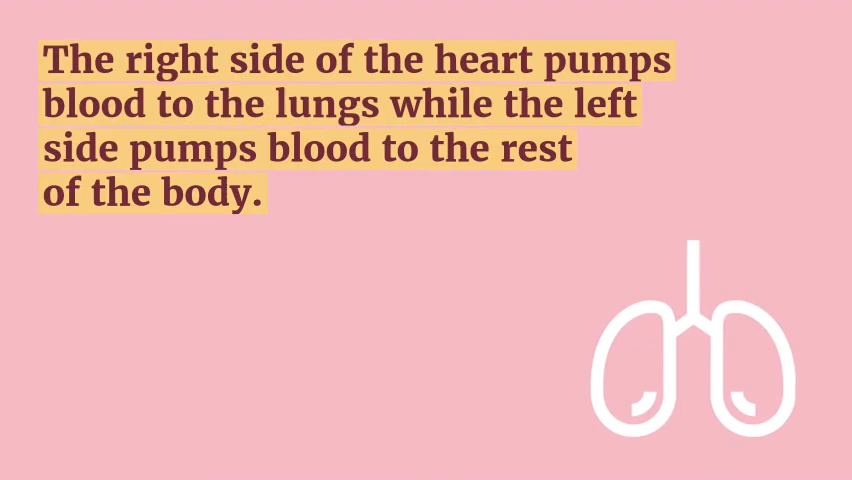 The right side of the heart pumps
blood to the lungs while the left
side pumps blood to the rest
of the body.